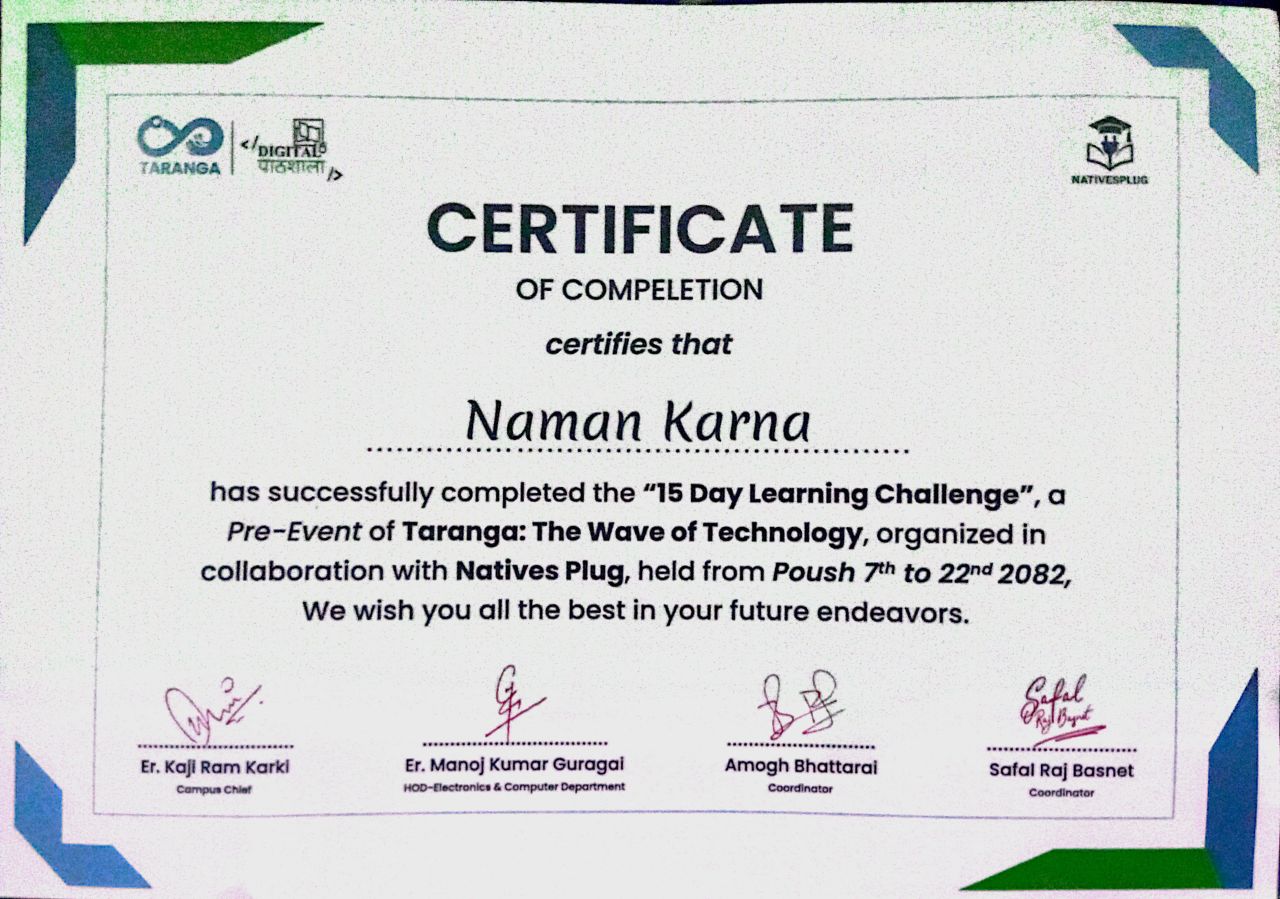 TARANGA
</DIGITAL
पाठशाला/>
NATIVESPLUG
CERTIFICATE
OF COMPELETION
certifies that
Naman Karna
has successfully completed the “15 Day Learning Challenge”, a
Pre-Event of Taranga: The Wave of Technology, organized in
collaboration with Natives Plug, held from Poush 7th to 22nd 2082,
We wish you all the best in your future endeavors.
Safal
Raj Basnet
Er. Kaji Ram Karki
Campus Chief
Er. Manoj Kumar Guragai
HOD-Electronics & Computer Department
Amogh Bhattarai
Coordinator
Safal Raj Basnet
Coordinator